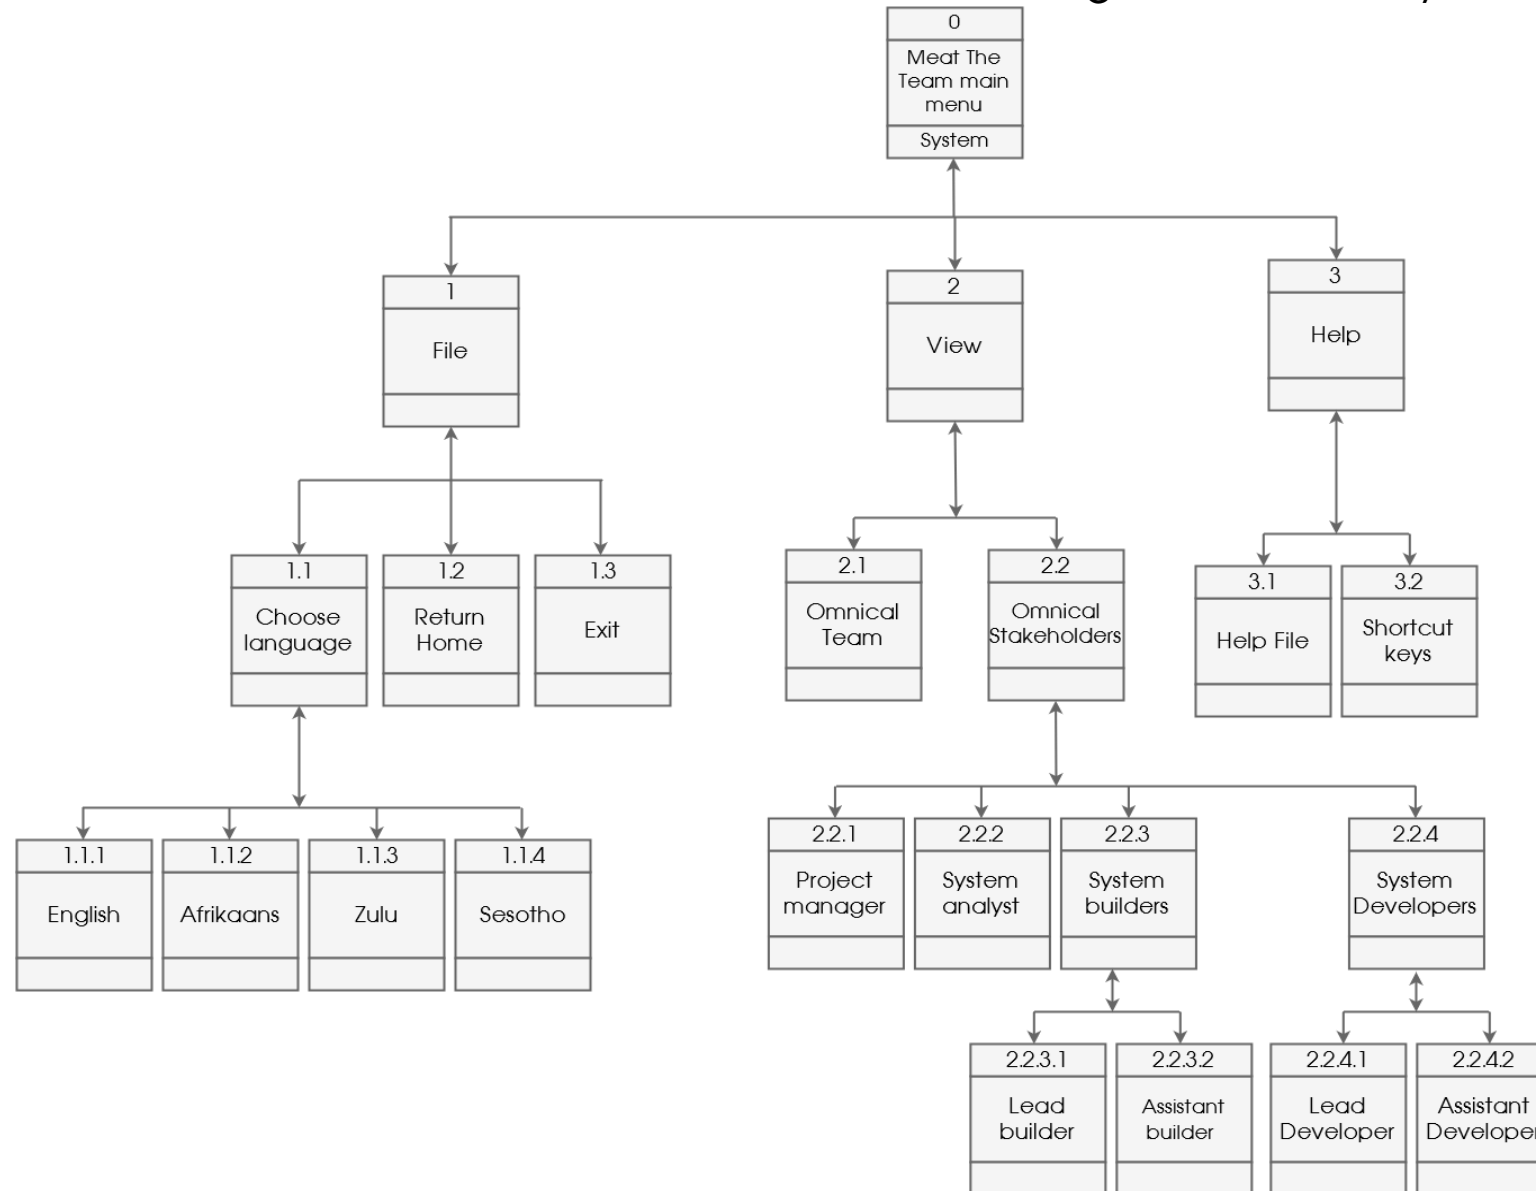 0
Meat The
Team main
menu
System
1
File
2
View
3
Help
1.1
Choose
language
1.2
Return
Home
1.3
Exit
2.1
Omnical
Team
2.2
Omnical
Stakeholders
3.1
Help File
3.2
Shortcut
keys
1.1.1
English
1.1.2
Afrikaans
1.1.3
Zulu
1.1.4
Sesotho
2.2.1
Project
manager
2.2.2
System
analyst
2.2.3
System
builders
2.2.4
System
Developers
2.2.3.1
Lead
builder
2.2.3.2
Assistant
builder
2.2.4.1
Lead
Developer
2.2.4.2
Assistant
Developer